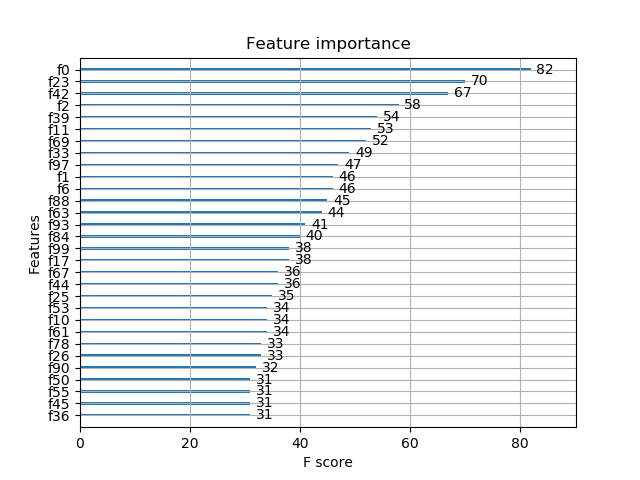 Feature importance
f0 82
f23 70
f42 67
f2 58
f39 54
f11 53
f69 52
f33 49
f97 47
f1 46
f6 46
f88 45
f63 44
f93 41
f84 40
f99 38
f17 38
f67 36
f44 36
f25 35
f53 34
f10 34
f61 34
f78 33
f26 33
f90 32
f50 31
f55 31
f45 31
f36 31
Features
0 20 40 60 80
F score